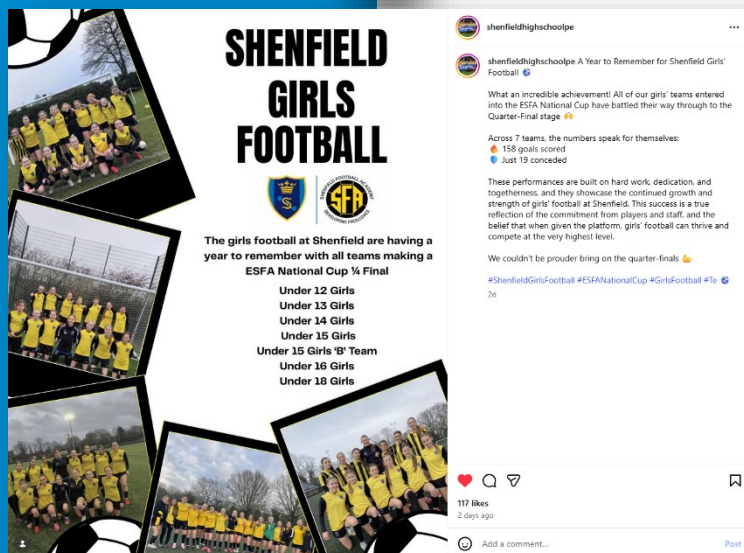 SHENFIELD
GIRLS
FOOTBALL
S
SFA
SHENFIELD FOOTBALL ACADEMY
DEVELOPING EXCELLENCE
The girls football at Shenfield are having a
year to remember with all teams making a
ESFA National Cup ¼ Final
Under 12 Girls
Under 13 Girls
Under 14 Girls
Under 15 Girls
Under 15 Girls 'B' Team
Under 16 Girls
Under 18 Girls
shenfieldhighschoolpe
shenfieldhighschoolpe A Year to Remember for Shenfield Girls'
Football
What an incredible achievement! All of our girls' teams entered
into the ESFA National Cup have battled their way through to the
Quarter-Final stage
Across 7 teams, the numbers speak for themselves:
158 goals scored
Just 19 conceded
These performances are built on hard work, dedication, and
togetherness, and they showcase the continued growth and
strength of girls' football at Shenfield. This success is a true
reflection of the commitment from players and staff, and the
belief that when given the platform, girls' football can thrive and
compete at the very highest level.
We couldn't be prouder bring on the quarter-finals
#ShenfieldGirlsFootball #ESFANationalCup #GirlsFootball #Te
2d
117 likes
2 days ago
Add a comment...
Post